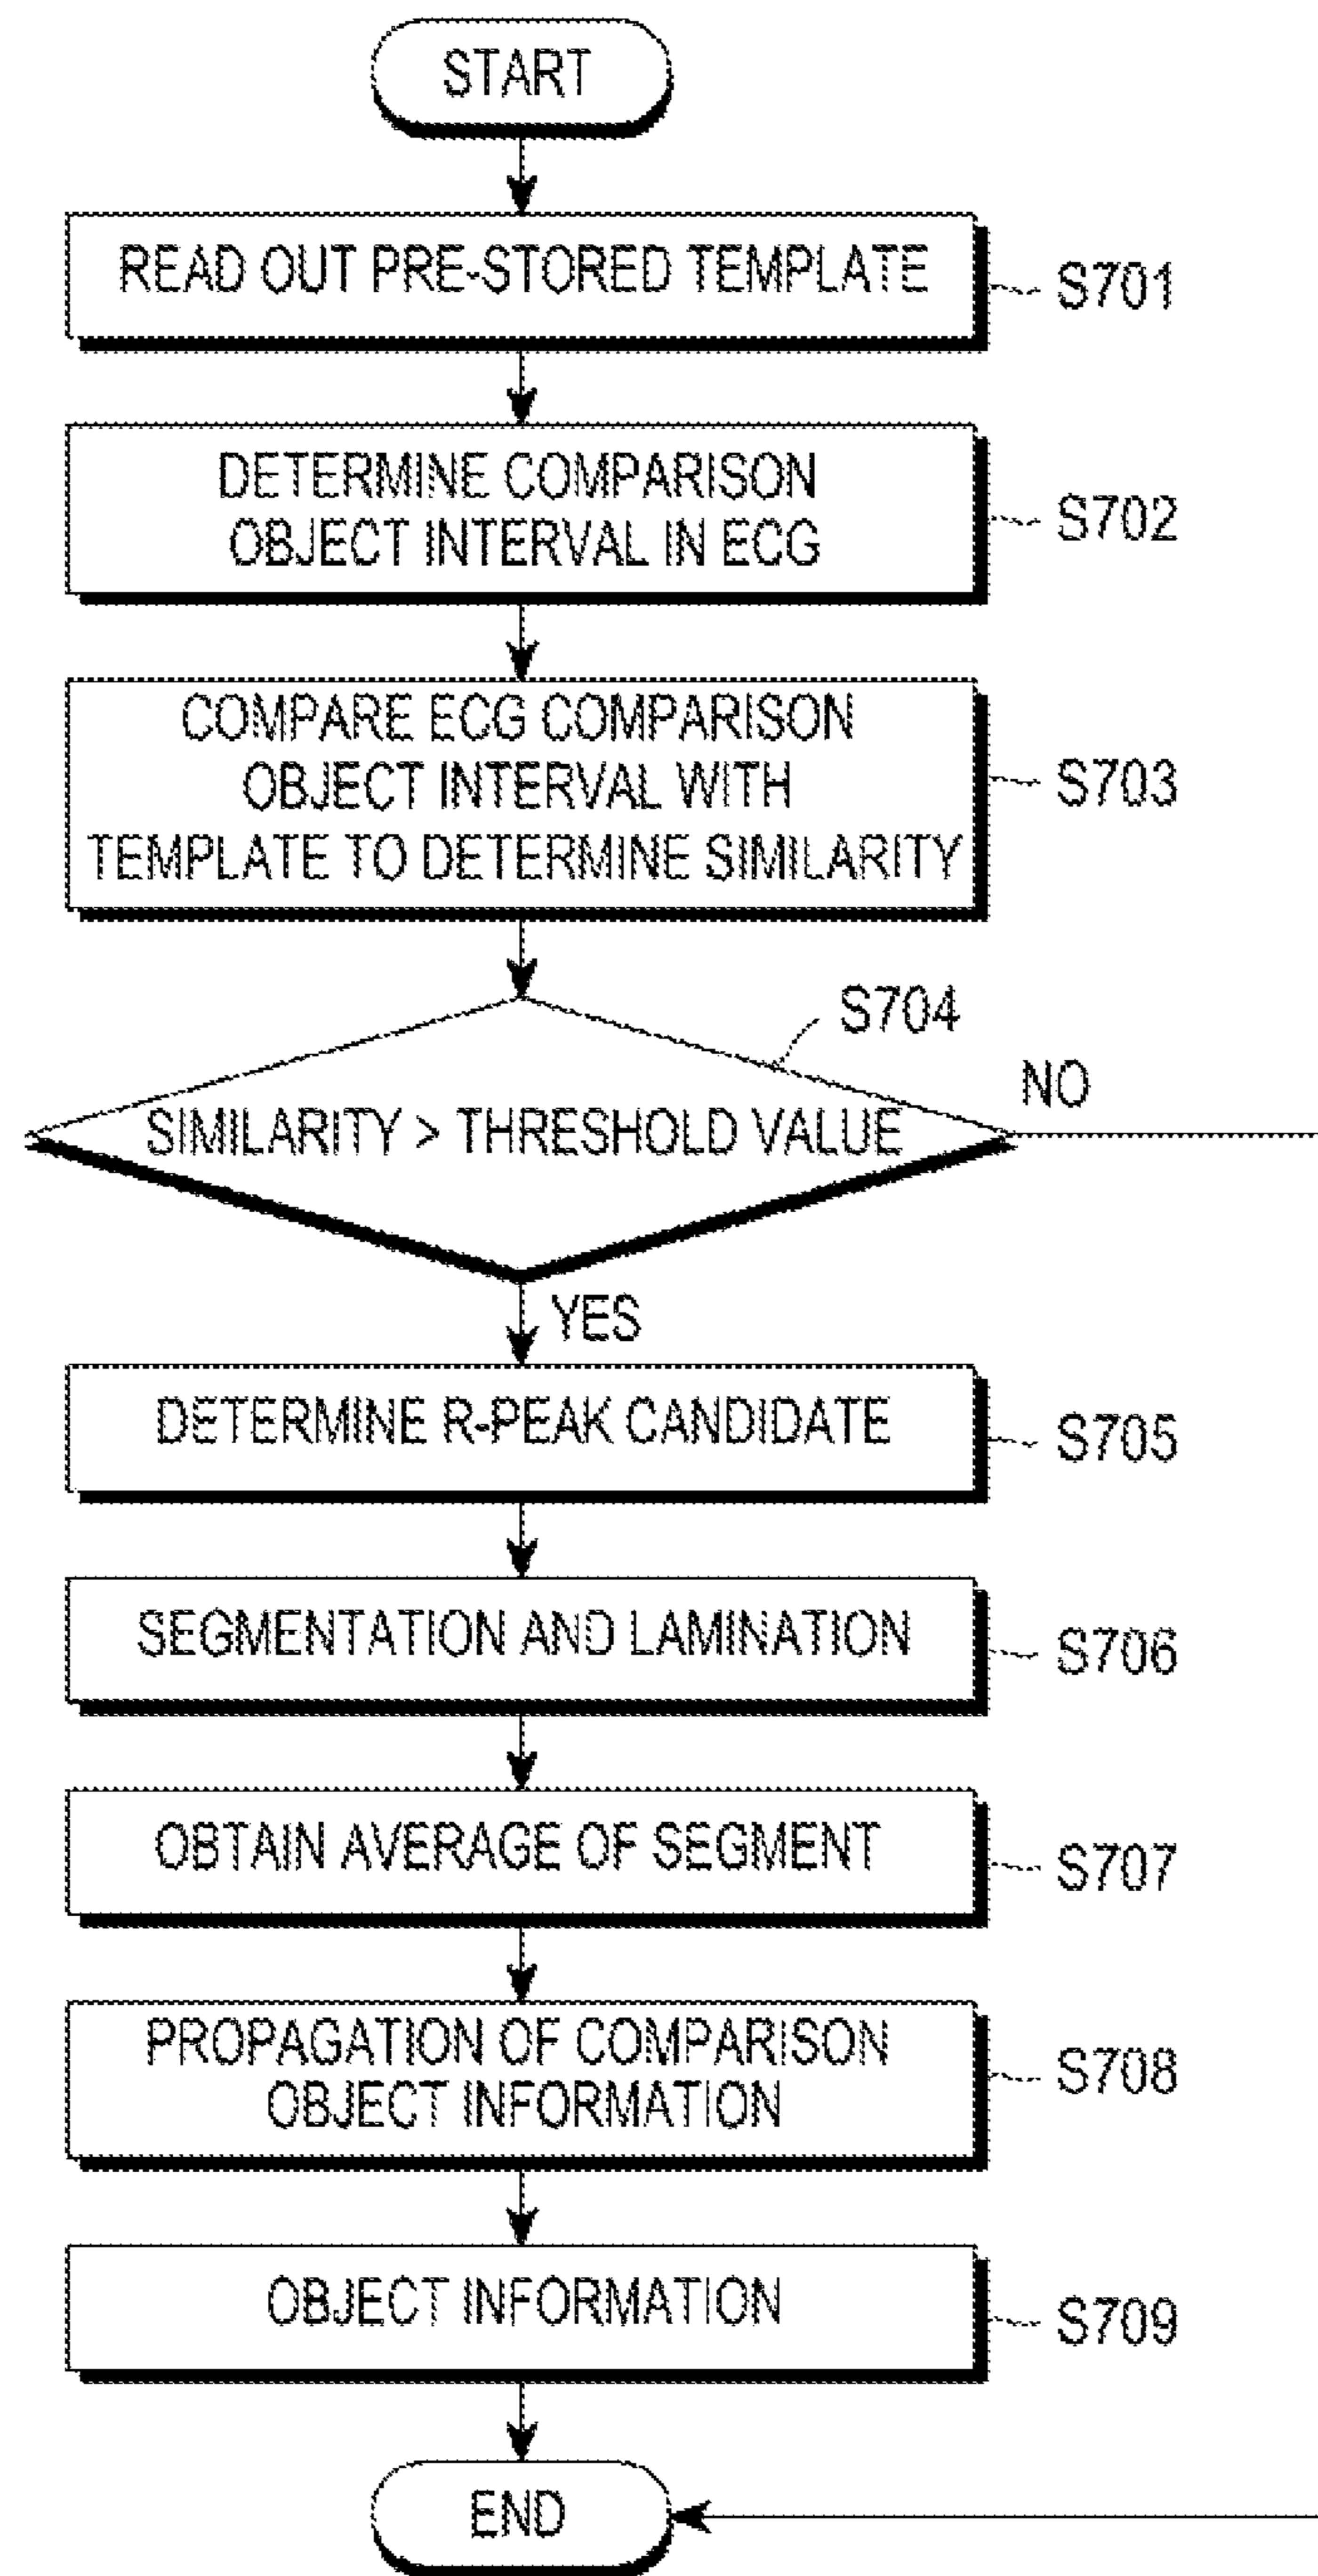 START
READ OUT PRE-STORED TEMPLATE
S701
DETERMINE COMPARISON
OBJECT INTERVAL IN ECG
S702
COMPARE ECG COMPARISON
OBJECT INTERVAL WITH
TEMPLATE TO DETERMINE SIMILARITY
S703
S704
SIMILARITY > THRESHOLD VALUE
NO
YES
DETERMINE R-PEAK CANDIDATE
S705
SEGMENTATION AND LAMINATION
S706
OBTAIN AVERAGE OF SEGMENT
S707
PROPAGATION OF COMPARISON
OBJECT INFORMATION
S708
OBJECT INFORMATION
S709
END